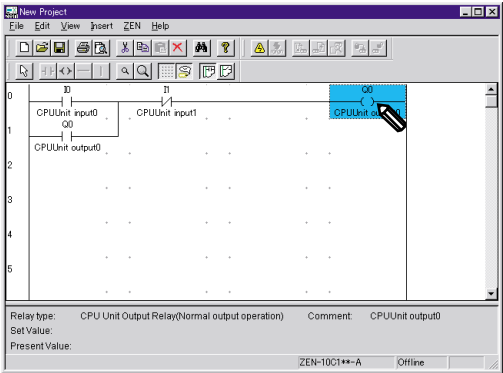 New Project
File Edit View Insert ZEN Help
I0 I1 Q0
0
CPUUnit input0 CPUUnit input1 CPUUnit ou
Q0
1
CPUUnit output0
2
3
4
5
Relay type: CPU Unit Output Relay(Normal output operation) Comment: CPUUnit output0
Set Value:
Present Value:
ZEN-10C1**-A Offline